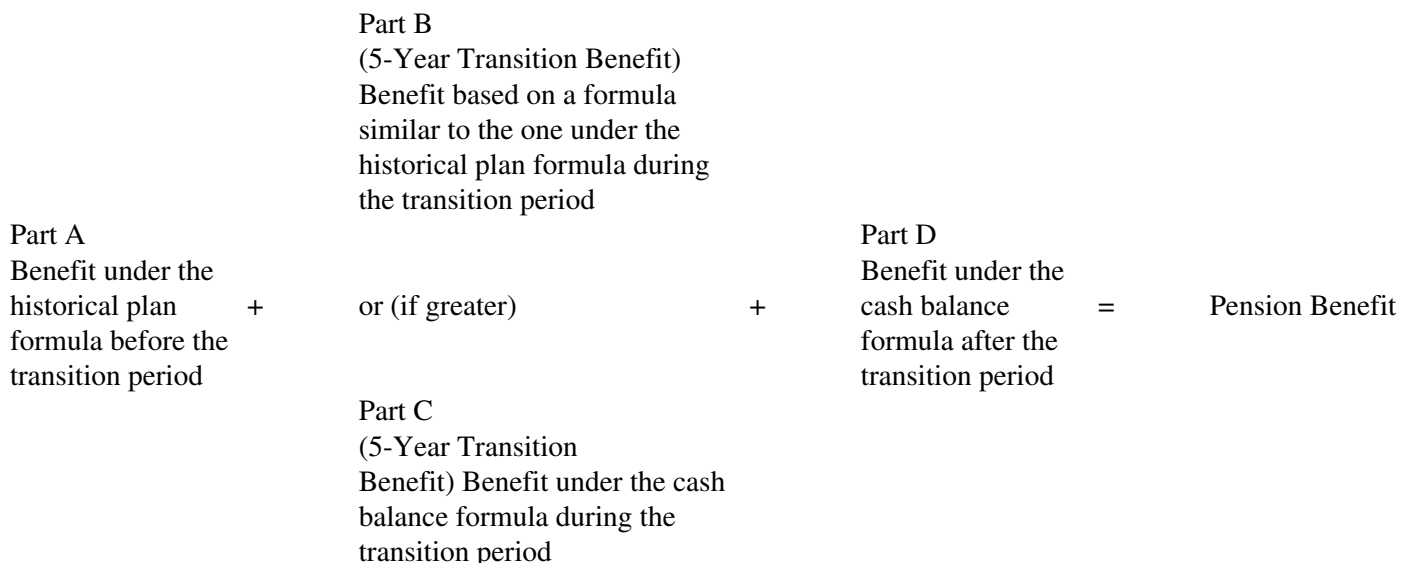 Part B
(5-Year Transition Benefit)
Benefit based on a formula
similar to the one under the
historical plan formula during
the transition period
Part A
Benefit under the
historical plan
formula before the
transition period
+
or (if greater)
+
Part D
Benefit under the
cash balance
formula after the
transition period
=
Pension Benefit
Part C
(5-Year Transition
Benefit) Benefit under the cash
balance formula during the
transition period